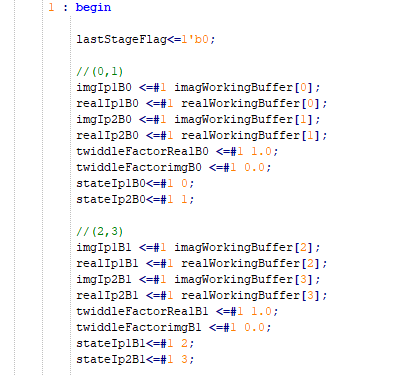 1 : begin
lastStageFlag<=1'b0;
//(0,1)
imgIp1B0 <=#1 imagWorkingBuffer[0];
realIp1B0 <=#1 realWorkingBuffer[0];
imgIp2B0 <=#1 imagWorkingBuffer[1];
realIp2B0 <=#1 realWorkingBuffer[1];
twiddleFactorRealB0 <=#1 1.0;
twiddleFactorimgB0 <=#1 0.0;
stateIp1B0<=#1 0;
stateIp2B0<=#1 1;
//(2,3)
imgIp1B1 <=#1 imagWorkingBuffer[2];
realIp1B1 <=#1 realWorkingBuffer[2];
imgIp2B1 <=#1 imagWorkingBuffer[3];
realIp2B1 <=#1 realWorkingBuffer[3];
twiddleFactorRealB1 <=#1 1.0;
twiddleFactorimgB1 <=#1 0.0;
stateIp1B1<=#1 2;
stateIp2B1<=#1 3;